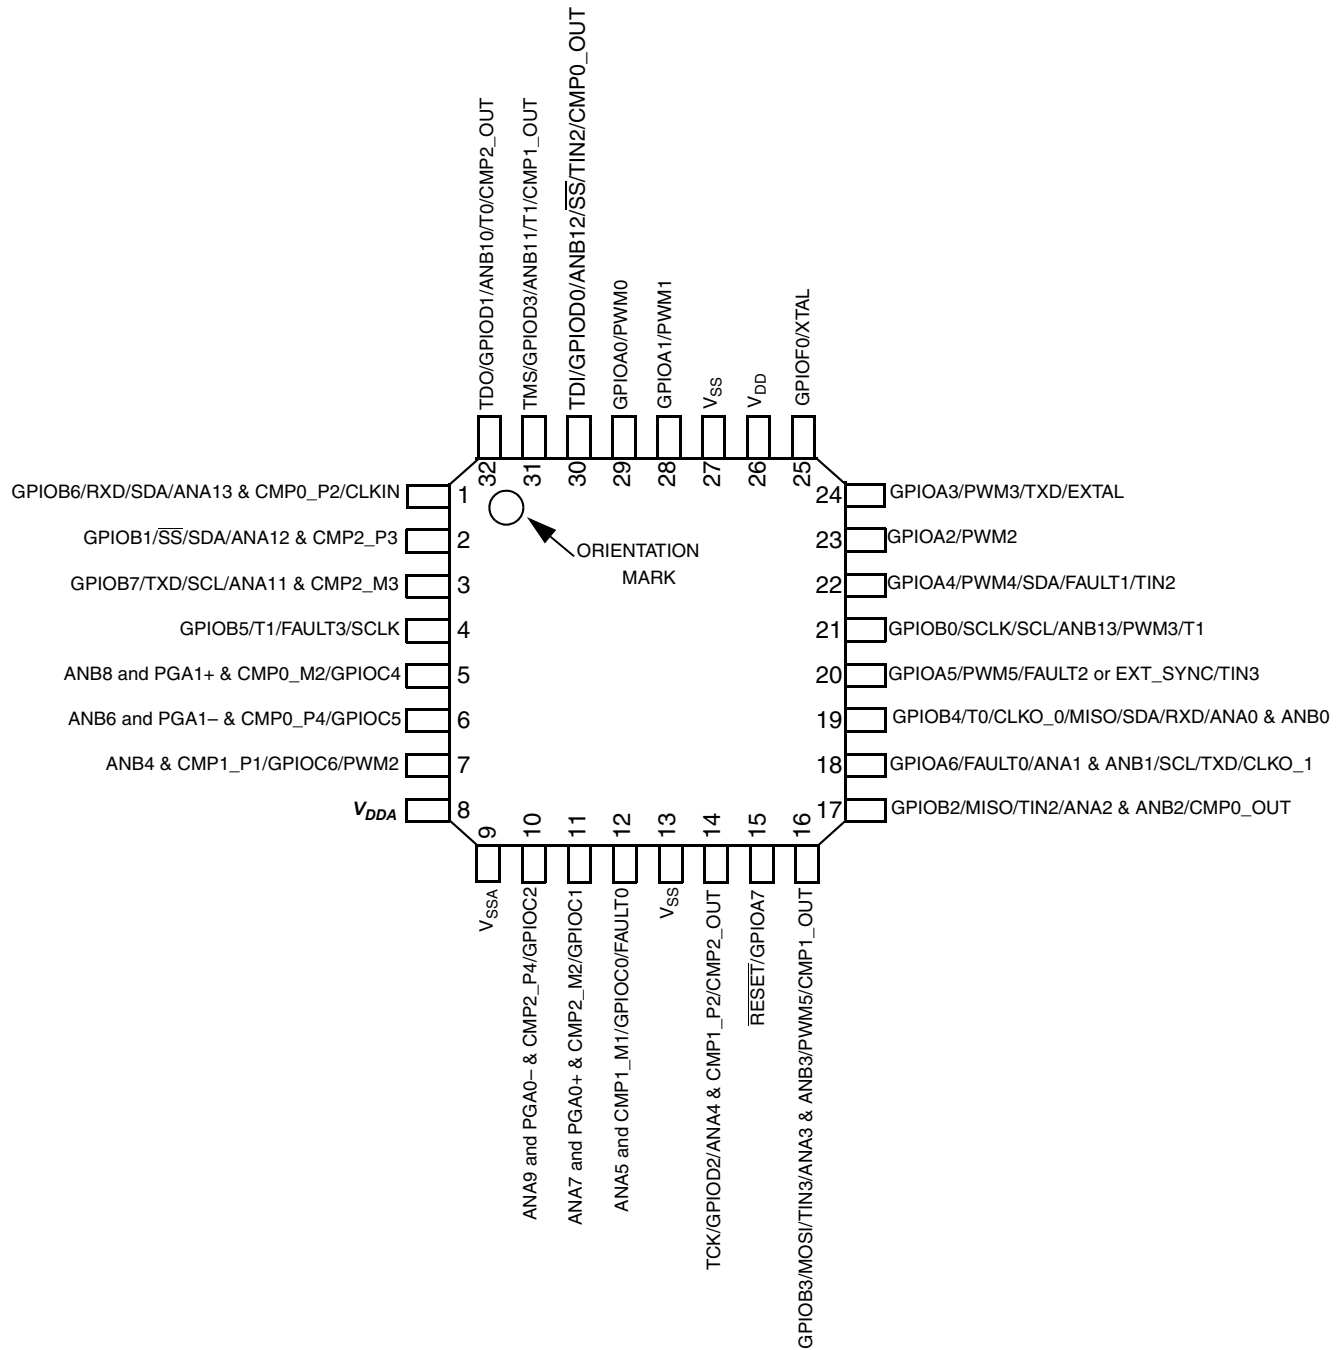 TDO/GPIOD1/ANB10/T0/CMP2_OUT
TMS/GPIOD3/ANB11/T1/CMP1_OUT
TDI/GPIOD0/ANB12/S̅S̅/TIN2/CMP0_OUT
GPIOA0/PWM0
GPIOA1/PWM1
VSS
VDD
GPIOF0/XTAL
32
31
30
29
28
27
26
25
GPIOB6/RXD/SDA/ANA13 & CMP0_P2/CLKIN
1
GPIOB1/S̅S̅/SDA/ANA12 & CMP2_P3
2
GPIOB7/TXD/SCL/ANA11 & CMP2_M3
3
GPIOB5/T1/FAULT3/SCLK
4
ANB8 and PGA1+ & CMP0_M2/GPIOC4
5
ANB6 and PGA1– & CMP0_P4/GPIOC5
6
ANB4 & CMP1_P1/GPIOC6/PWM2
7
VDDA
8
ORIENTATION
MARK
24
GPIOA3/PWM3/TXD/EXTAL
23
GPIOA2/PWM2
22
GPIOA4/PWM4/SDA/FAULT1/TIN2
21
GPIOB0/SCLK/SCL/ANB13/PWM3/T1
20
GPIOA5/PWM5/FAULT2 or EXT_SYNC/TIN3
19
GPIOB4/T0/CLKO_0/MISO/SDA/RXD/ANA0 & ANB0
18
GPIOA6/FAULT0/ANA1 & ANB1/SCL/TXD/CLKO_1
17
GPIOB2/MISO/TIN2/ANA2 & ANB2/CMP0_OUT
9
10
11
12
13
14
15
16
VSSA
ANA9 and PGA0– & CMP2_P4/GPIOC2
ANA7 and PGA0+ & CMP2_M2/GPIOC1
ANA5 and CMP1_M1/GPIOC0/FAULT0
VSS
TCK/GPIOD2/ANA4 & CMP1_P2/CMP2_OUT
R̅E̅S̅E̅T̅/GPIOA7
GPIOB3/MOSI/TIN3/ANA3 & ANB3/PWM5/CMP1_OUT